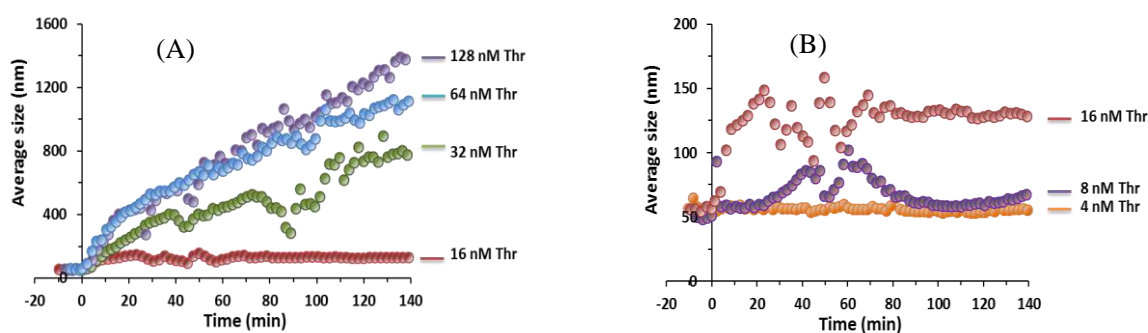 (A)
Average size (nm)
1600
1200
800
400
0
-20 0 20 40 60 80 100 120 140
Time (min)
128 nM Thr
64 nM Thr
32 nM Thr
16 nM Thr
(B)
Average size (nm)
200
150
100
50
0
-20 0 20 40 60 80 100 120 140
Time (min)
16 nM Thr
8 nM Thr
4 nM Thr